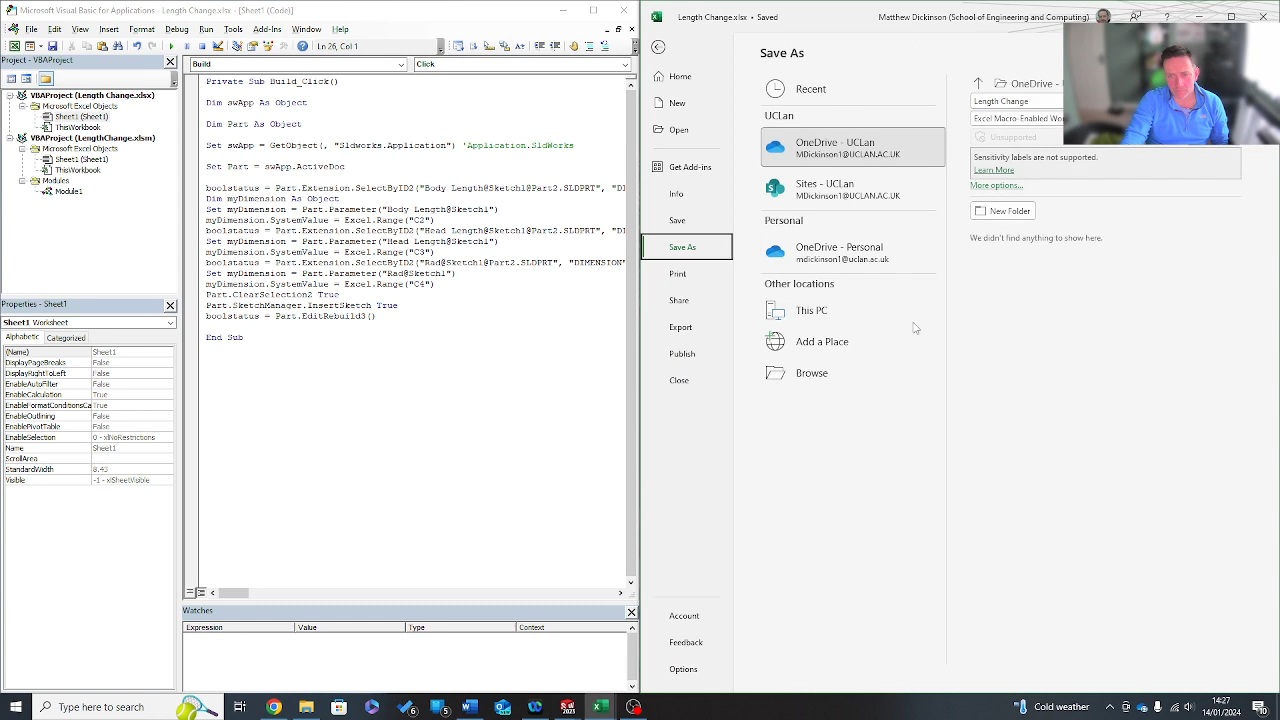 Microsoft Visual Basic for Applications - [Sheet1 (Code)]
File Edit View Insert Format Debug Run Tools Add-Ins Window Help
Ln 26, Col 1
Project - VBAProject
VBAProject (Length Change.xlsx)
Microsoft Excel Objects
Sheet1 (Sheet1)
ThisWorkbook
VBAProject (Length Change.xlsm)
Microsoft Excel Objects
Sheet1 (Sheet1)
ThisWorkbook
Modules
Module1
Properties - Sheet1
Sheet1 Worksheet
Alphabetic Categorized
(Name) Sheet1
DisplayPageBreaks False
DisplayRightToLeft False
EnableAutoFilter False
EnableCalculation True
EnableFormatConditionsCa True
EnableOutlining False
EnablePivotTable False
EnableSelection 0 - xlNoRestrictions
Name Sheet1
ScrollArea
StandardWidth 8.43
Visible -1 - xlSheetVisible
Build Click
Private Sub Build_Click()
Dim swApp As Object
Dim Part As Object
Set swApp = GetObject(, "Sldworks.Application") 'Application.SldWorks
Set Part = swApp.ActiveDoc
boolstatus = Part.Extension.SelectByID2("Body Length@Sketch1@Part2.SLDPRT", "DI
Dim myDimension As Object
Set myDimension = Part.Parameter("Body Length@Sketch1")
myDimension.SystemValue = Excel.Range("C2")
boolstatus = Part.Extension.SelectByID2("Head Length@Sketch1@Part2.SLDPRT", "DI
Set myDimension = Part.Parameter("Head Length@Sketch1")
myDimension.SystemValue = Excel.Range("C3")
boolstatus = Part.Extension.SelectByID2("Rad@Sketch1@Part2.SLDPRT", "DIMENSION"
Set myDimension = Part.Parameter("Rad@Sketch1")
myDimension.SystemValue = Excel.Range("C4")
Part.ClearSelection2 True
Part.SketchManager.InsertSketch True
boolstatus = Part.EditRebuild3()
End Sub
Watches
Expression Value Type Context
Length Change.xlsx • Saved
Matthew Dickinson (School of Engineering and Computing)
Home
New
Open
Get Add-ins
Info
Save
Save As
Print
Share
Export
Publish
Close
Account
Feedback
Options
Save As
Recent
UCLan
OneDrive - UCLan
MDickinson1@UCLAN.AC.UK
Sites - UCLan
MDickinson1@UCLAN.AC.UK
Personal
OneDrive - Personal
mdickinson1@uclan.ac.uk
Other locations
This PC
Add a Place
Browse
OneDrive -
Length Change
Excel Macro-Enabled Wo
Unsupported
Sensitivity labels are not supported.
Learn More
More options...
New Folder
We didn't find anything to show here.
Type here to search
6
5
2023
Cold weather
14:27
14/01/2024